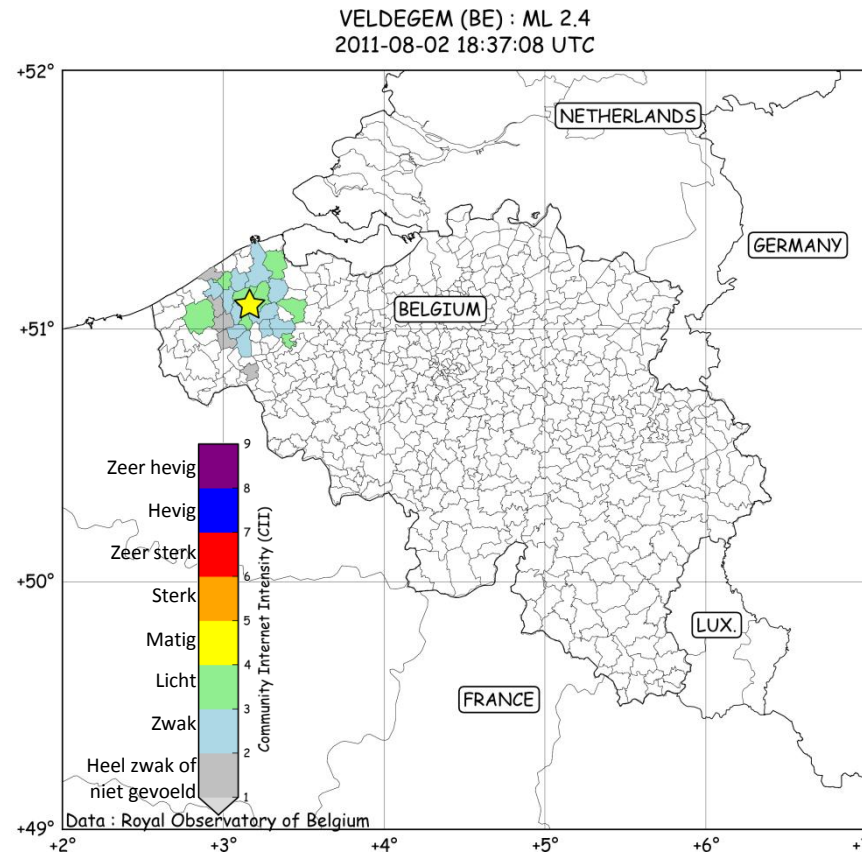 VELDEGEM (BE) : ML 2.4
2011-08-02 18:37:08 UTC
+52°
NETHERLANDS
GERMANY
+51°
BELGIUM
Zeer hevig
Hevig
Zeer sterk
Sterk
Matig
Licht
Zwak
Heel zwak of
niet gevoeld
9
8
7
6
5
4
3
2
1
Community Internet Intensity (CII)
+50°
LUX.
FRANCE
Data : Royal Observatory of Belgium
+49°
+2°
+3°
+4°
+5°
+6°